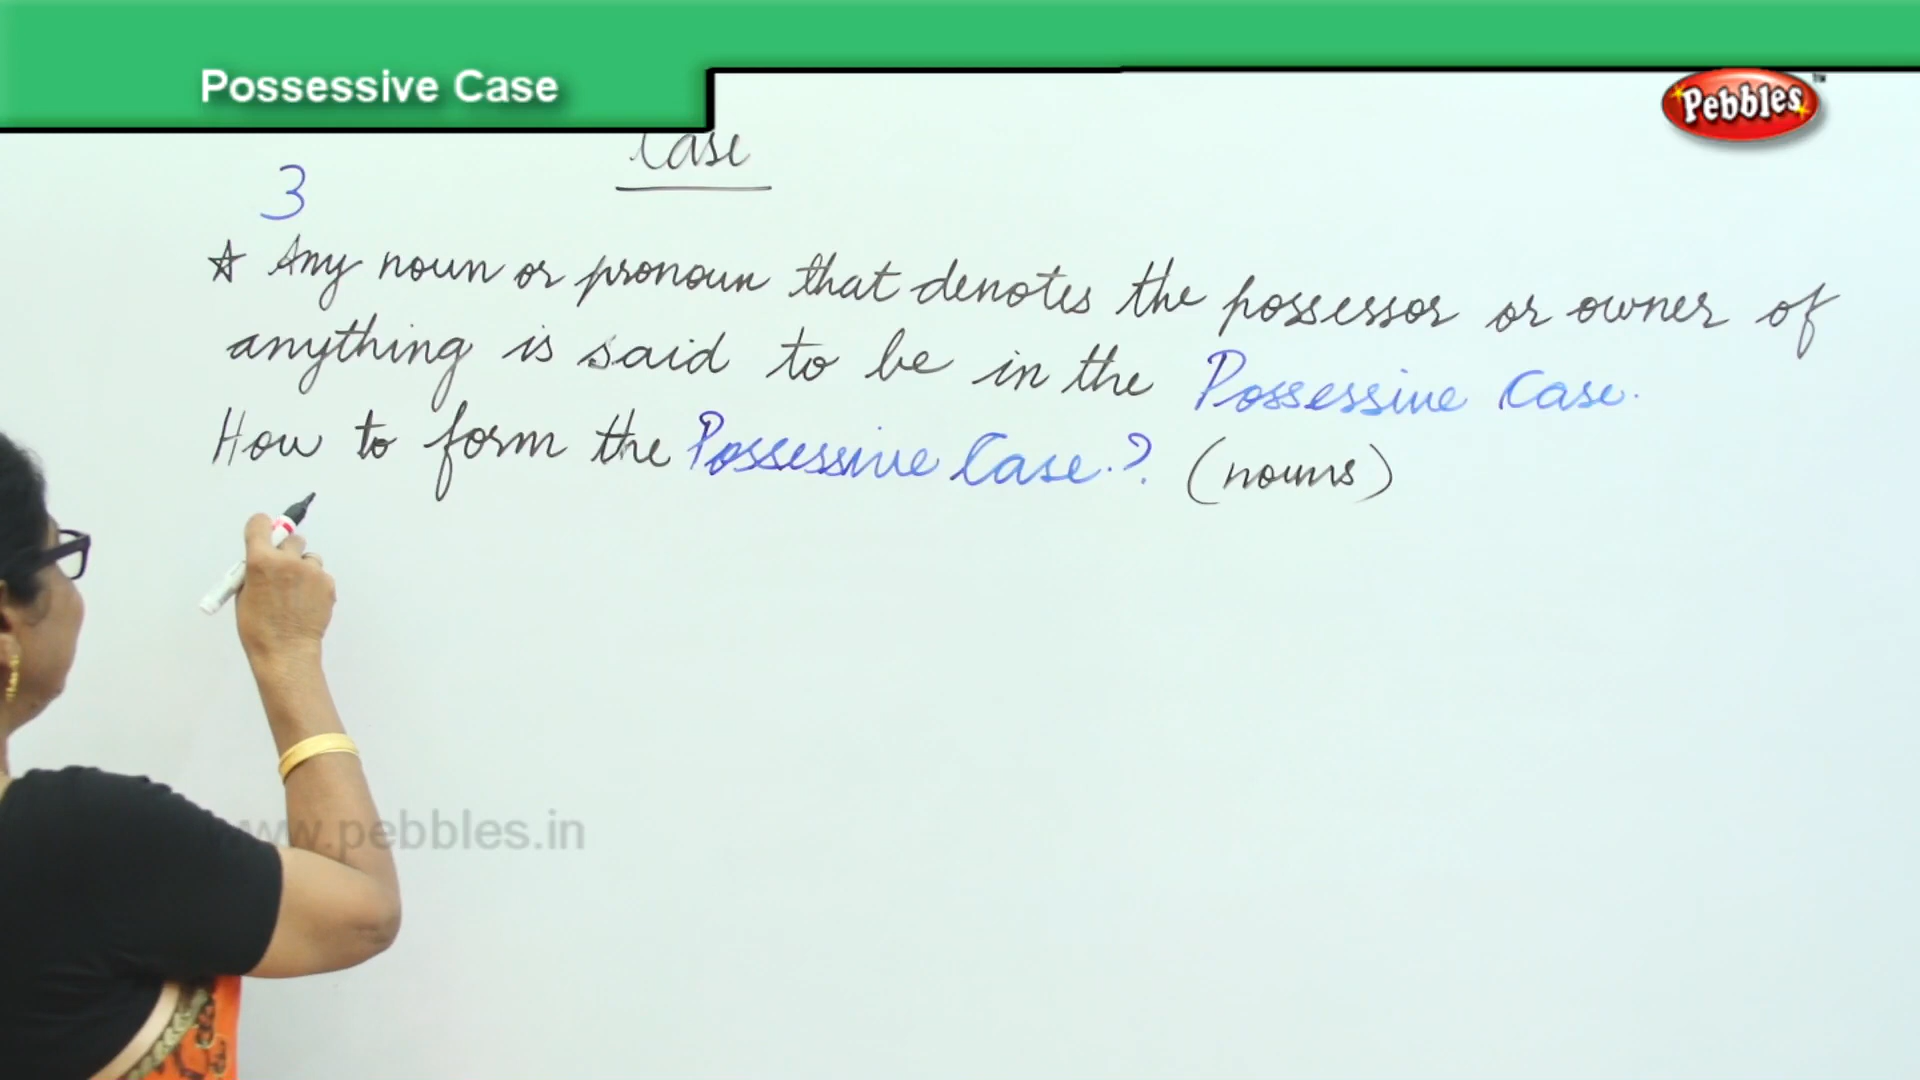 Possessive Case
Pebbles™
Case
3
☆ Any noun or pronoun that denotes the possessor or owner of
anything is said to be in the Possessive Case.
How to form the Possessive Case.? (nouns)
www.pebbles.in